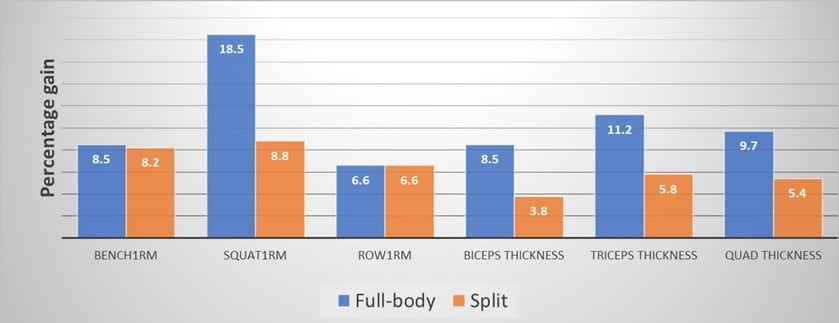 Percentage gain
8.5
8.2
18.5
8.8
6.6
6.6
8.5
3.8
11.2
5.8
9.7
5.4
BENCH1RM
SQUAT1RM
ROW1RM
BICEPS THICKNESS
TRICEPS THICKNESS
QUAD THICKNESS
Full-body
Split